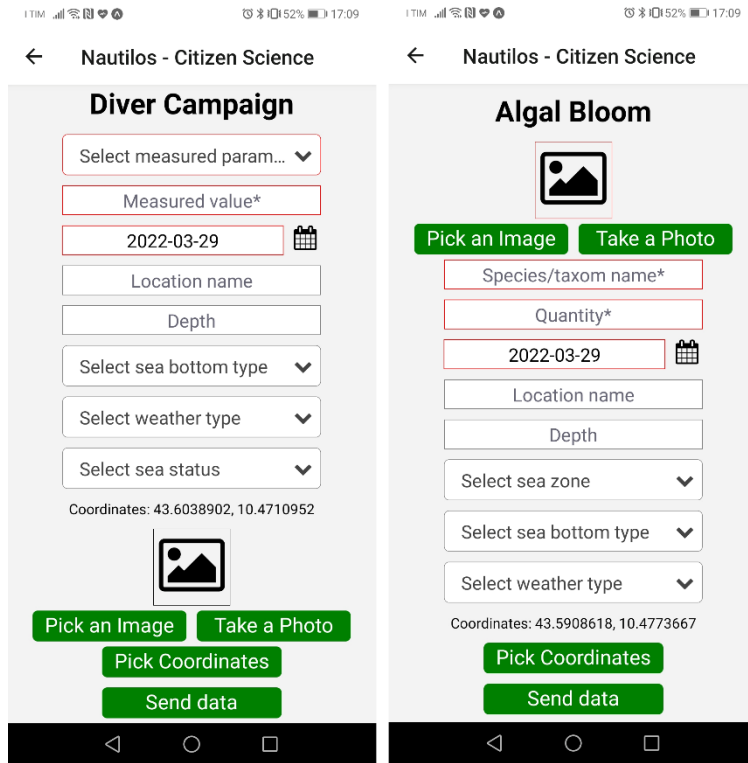 I TIM 52% 17:09
Nautilos - Citizen Science
Diver Campaign
Select measured param...
Measured value*
2022-03-29
Location name
Depth
Select sea bottom type
Select weather type
Select sea status
Coordinates: 43.6038902, 10.4710952
Pick an Image Take a Photo
Pick Coordinates
Send data
I TIM 52% 17:09
Nautilos - Citizen Science
Algal Bloom
Pick an Image Take a Photo
Species/taxom name*
Quantity*
2022-03-29
Location name
Depth
Select sea zone
Select sea bottom type
Select weather type
Coordinates: 43.5908618, 10.4773667
Pick Coordinates
Send data